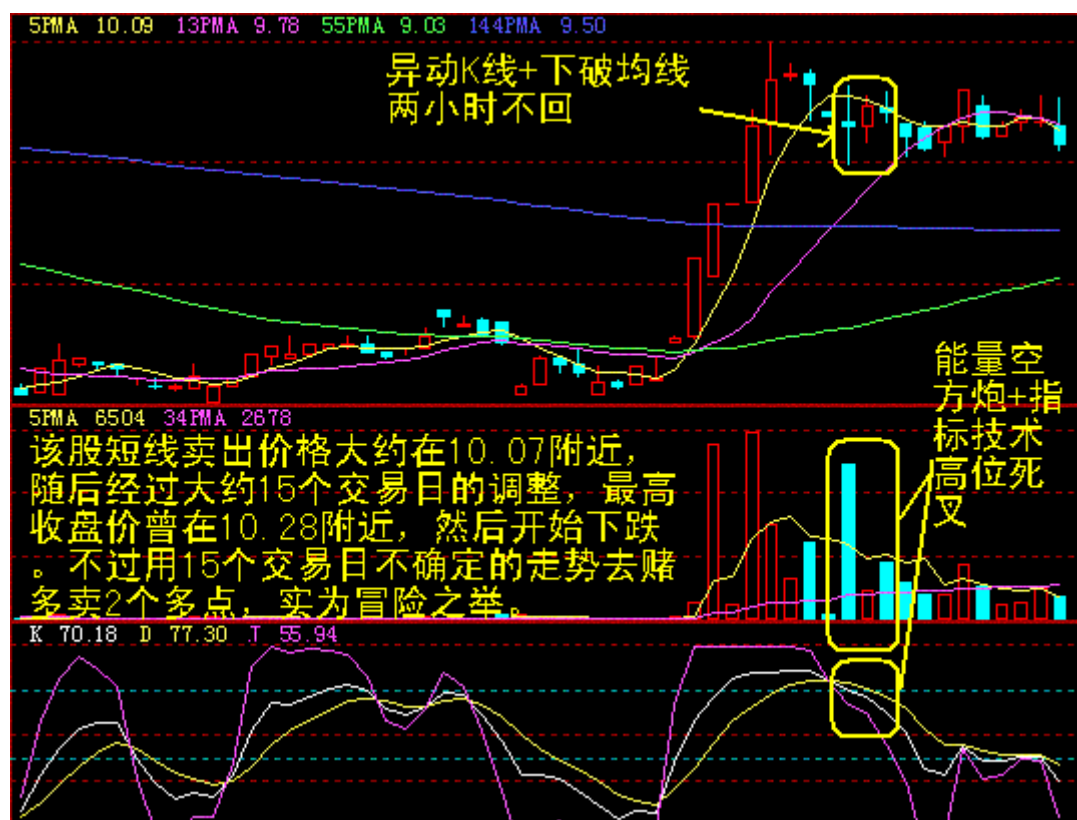 5PMA 10.09 13PMA 9.78 55PMA 9.03 144PMA 9.50
异动K线+下破均线
两小时不回
能量空
方炮+指
标技术
高位死
叉
5PMA 6504 34PMA 2678
该股短线卖出价格大约在10.07附近，
随后经过大约15个交易日的调整，最高
收盘价曾在10.28附近，然后开始下跌
。不过用15个交易日不确定的走势去赌
多卖2个多点，实为冒险之举。
K 70.18 D 77.30 J 55.94